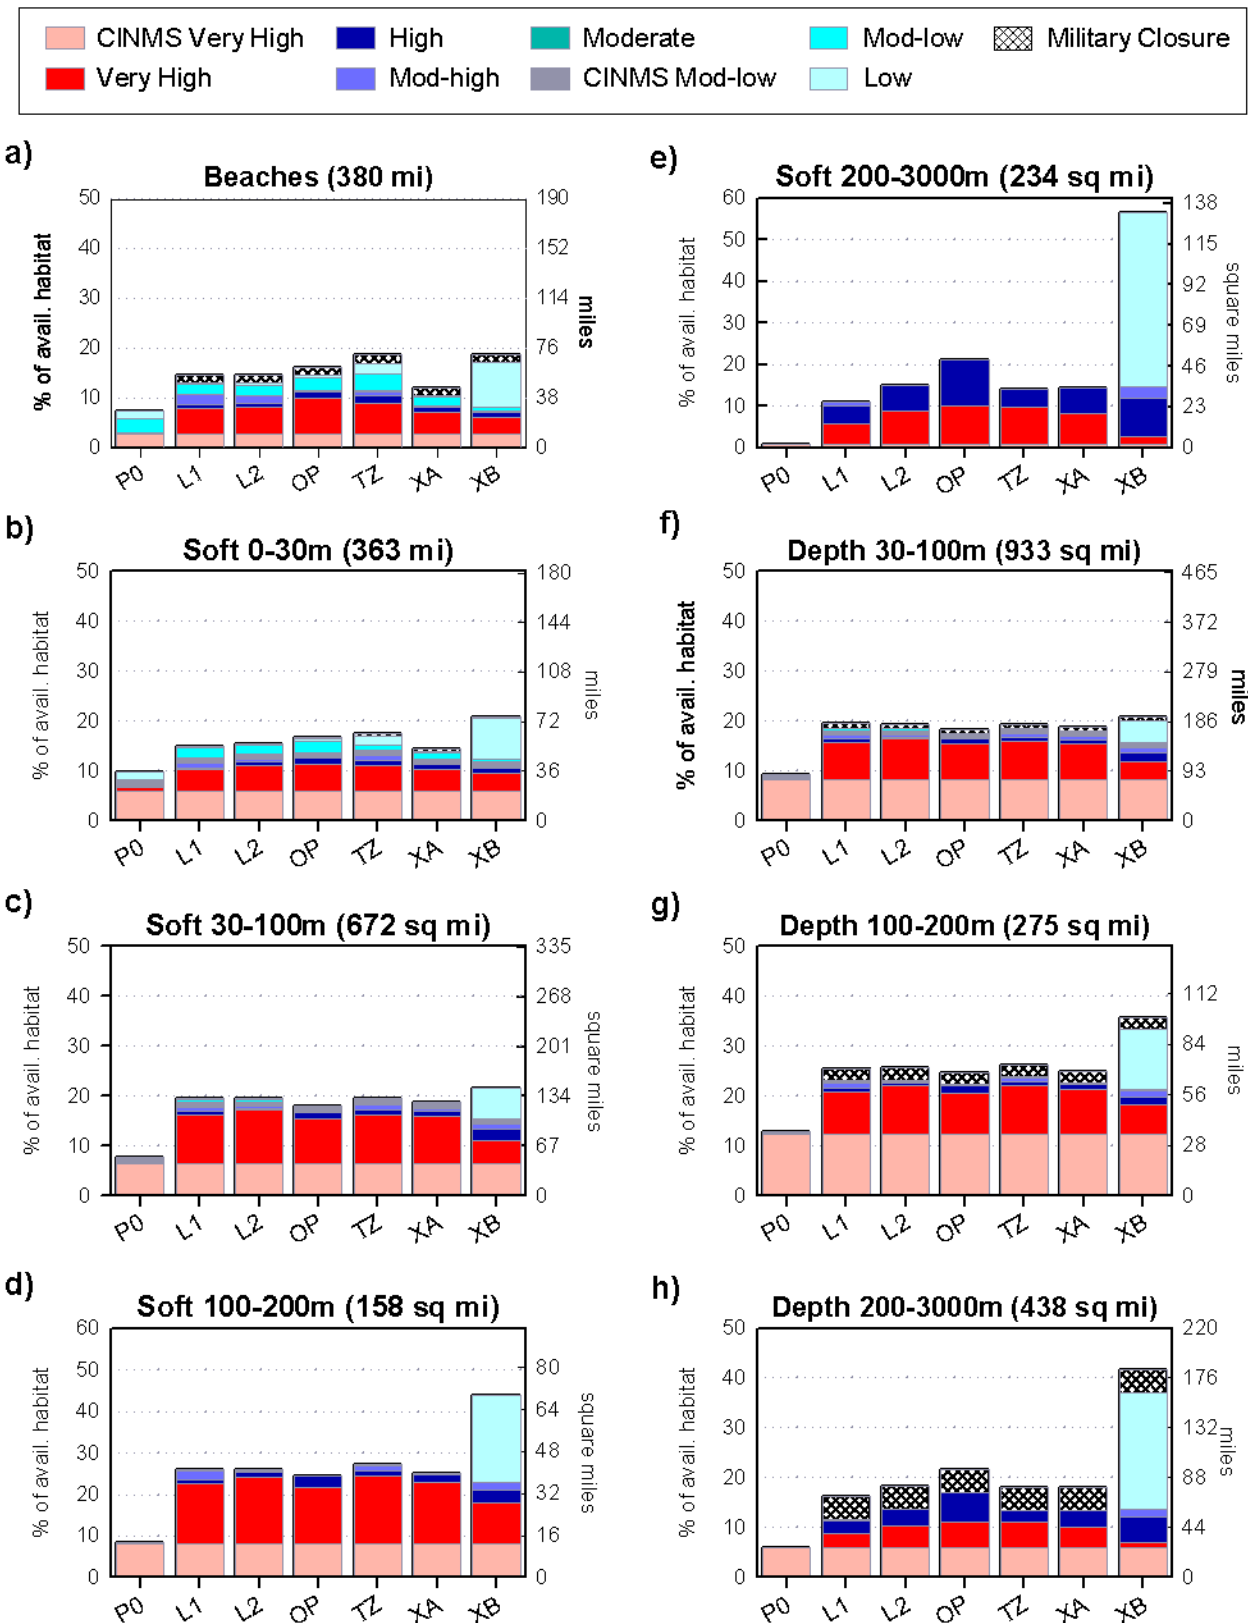 CINMS Very High
High
Moderate
Mod-low
Military Closure
Very High
Mod-high
CINMS Mod-low
Low
a)
Beaches (380 mi)
% of avail. habitat
50
40
30
20
10
0
190
152
114
76
38
0
miles
P0 L1 L2 OP TZ XA XB
b)
Soft 0-30m (363 mi)
% of avail. habitat
50
40
30
20
10
0
180
144
108
72
36
0
miles
P0 L1 L2 OP TZ XA XB
c)
Soft 30-100m (672 sq mi)
% of avail. habitat
50
40
30
20
10
0
335
268
201
134
67
0
square miles
P0 L1 L2 OP TZ XA XB
d)
Soft 100-200m (158 sq mi)
% of avail. habitat
60
50
40
30
20
10
0
80
64
48
32
16
0
square miles
P0 L1 L2 OP TZ XA XB
e)
Soft 200-3000m (234 sq mi)
% of avail. habitat
60
50
40
30
20
10
0
138
115
92
69
46
23
0
square miles
P0 L1 L2 OP TZ XA XB
f)
Depth 30-100m (933 sq mi)
% of avail. habitat
50
40
30
20
10
0
465
372
279
186
93
0
miles
P0 L1 L2 OP TZ XA XB
g)
Depth 100-200m (275 sq mi)
% of avail. habitat
50
40
30
20
10
0
112
84
56
28
0
miles
P0 L1 L2 OP TZ XA XB
h)
Depth 200-3000m (438 sq mi)
% of avail. habitat
50
40
30
20
10
0
220
176
132
88
44
0
miles
P0 L1 L2 OP TZ XA XB